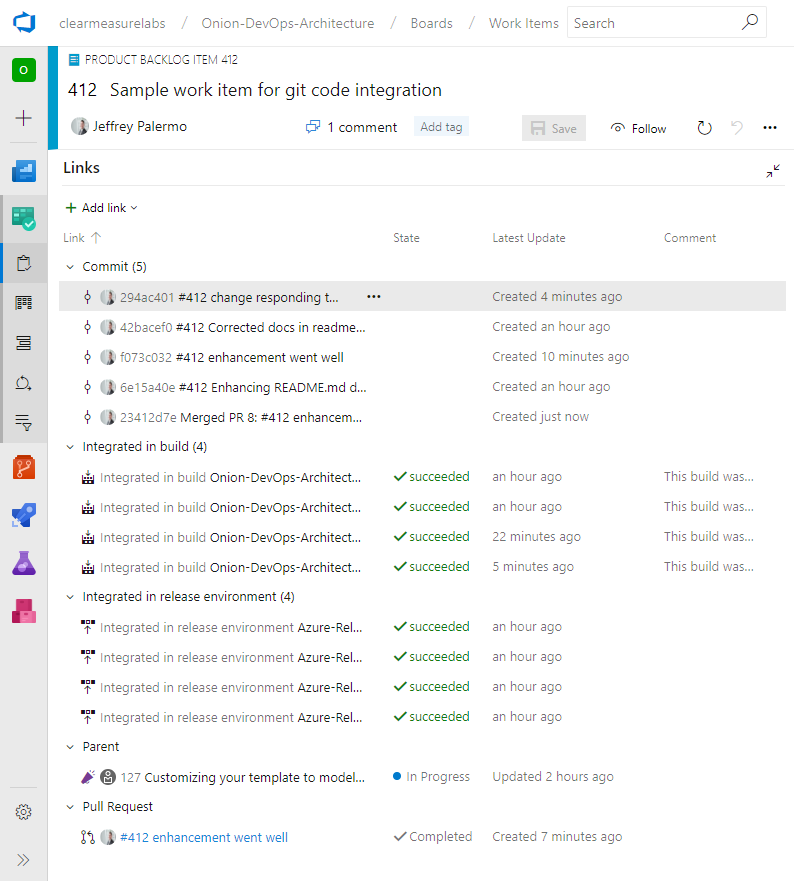 clearmeasurelabs / Onion-DevOps-Architecture / Boards / Work Items Search
O
PRODUCT BACKLOG ITEM 412
412 Sample work item for git code integration
Jeffrey Palermo 1 comment Add tag Save Follow
Links
Add link
Link State Latest Update Comment
Commit (5)
294ac401 #412 change responding t... Created 4 minutes ago
42bacef0 #412 Corrected docs in readme... Created an hour ago
f073c032 #412 enhancement went well Created 10 minutes ago
6e15a40e #412 Enhancing README.md d... Created an hour ago
23412d7e Merged PR 8: #412 enhancem... Created just now
Integrated in build (4)
Integrated in build Onion-DevOps-Architect... succeeded an hour ago This build was...
Integrated in build Onion-DevOps-Architect... succeeded an hour ago This build was...
Integrated in build Onion-DevOps-Architect... succeeded 22 minutes ago This build was...
Integrated in build Onion-DevOps-Architect... succeeded 5 minutes ago This build was...
Integrated in release environment (4)
Integrated in release environment Azure-Rel... succeeded an hour ago
Integrated in release environment Azure-Rel... succeeded an hour ago
Integrated in release environment Azure-Rel... succeeded an hour ago
Integrated in release environment Azure-Rel... succeeded an hour ago
Parent
127 Customizing your template to model... In Progress Updated 2 hours ago
Pull Request
#412 enhancement went well Completed Created 7 minutes ago